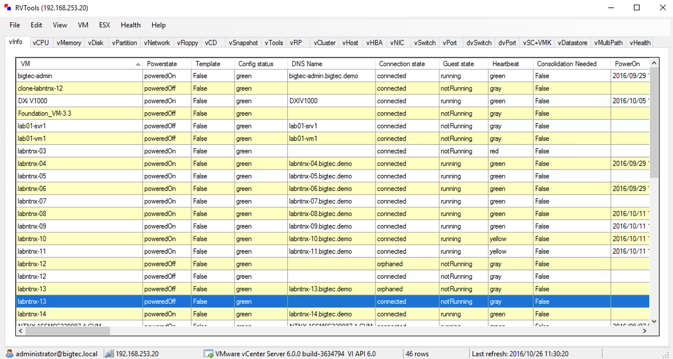 RVTools (192.168.253.20)
File Edit View VM ESX Health Help
vInfo vCPU vMemory vDisk vPartition vNetwork vFloppy vCD vSnapshot vTools vRP vCluster vHost vHBA vNIC vSwitch vPort dvSwitch dvPort vSC+VMK vDatastore vMultiPath vHealth
VM Powerstate Template Config status DNS Name Connection state Guest state Heartbeat Consolidation Needed PowerOn
bigtec-admin poweredOn False green bigtec-admin.bigtec.demo connected running green False 2016/09/29
clone-labntnx-12 poweredOff False green connected notRunning gray False
DXi V1000 poweredOn False green DXIV1000 connected running green False 2016/10/05
Foundation_VM-3.3 poweredOff False green connected notRunning gray False
lab01-svr1 poweredOff False green lab01-srv1 connected notRunning gray False
lab01-vm1 poweredOff False green lab01-vm1 connected notRunning gray False
labntnx-03 poweredOn False green connected notRunning red False
labntnx-04 poweredOn False green labntnx-04.bigtec.demo connected running green False 2016/09/29
labntnx-05 poweredOn False green labntnx-05.bigtec.demo connected running green False
labntnx-06 poweredOn False green labntnx-06.bigtec.demo connected running green False 2016/09/29
labntnx-07 poweredOn False green labntnx-07.bigtec.demo connected running green False
labntnx-08 poweredOn False green labntnx-08.bigtec.demo connected running green False 2016/10/11
labntnx-09 poweredOn False green labntnx-09.bigtec.demo connected running green False 2016/10/11
labntnx-10 poweredOn False green labntnx-10.bigtec.demo connected running yellow False 2016/10/11
labntnx-11 poweredOn False green labntnx-11.bigtec.demo connected running yellow False 2016/10/11
labntnx-12 poweredOff False green orphaned notRunning gray False
labntnx-12 poweredOff False green connected notRunning gray False
labntnx-13 poweredOff False green labntnx-13.bigtec.demo orphaned notRunning gray False
labntnx-13 poweredOff False green connected notRunning gray False
labntnx-14 poweredOn False green labntnx-14.bigtec.demo connected running green False
administrator@bigtec.local 192.168.253.20 VMware vCenter Server 6.0.0 build-3634794 VI API 6.0 46 rows Last refresh: 2016/10/26 11:30:20